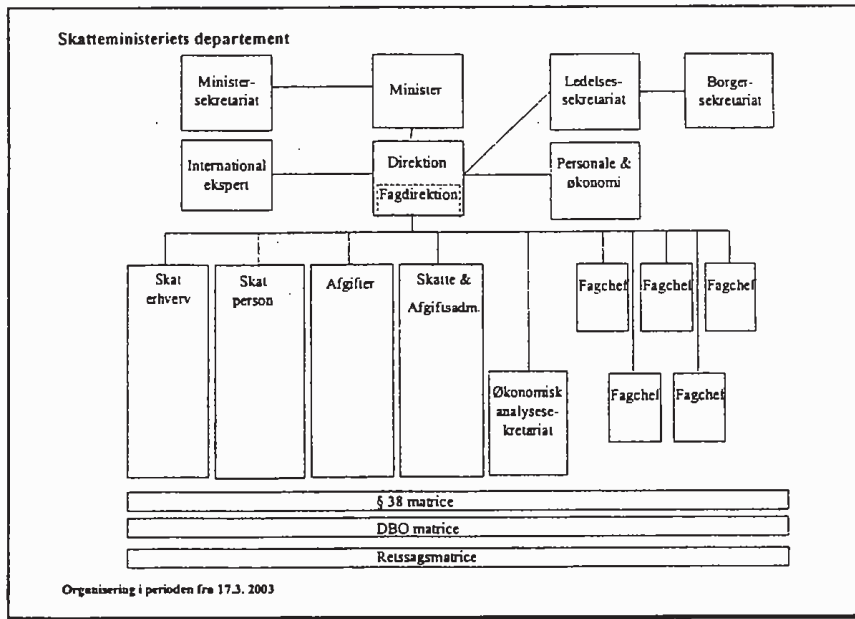 Skatteministeriets departement
Minister-
sekretariat
Minister
Ledelses-
sekretariat
Borger-
sekretariat
International
ekspert
Direktion
Fagdirektion
Personale &
økonomi
Skat
erhverv
Skat
person
Afgifter
Skatte &
Afgiftsadm.
Fagchef
Fagchef
Fagchef
Økonomisk
analysese-
kretariat
Fagchef
Fagchef
§ 38 matrice
DBO matrice
Retssagsmatrice
Organisering i perioden fra 17.3. 2003